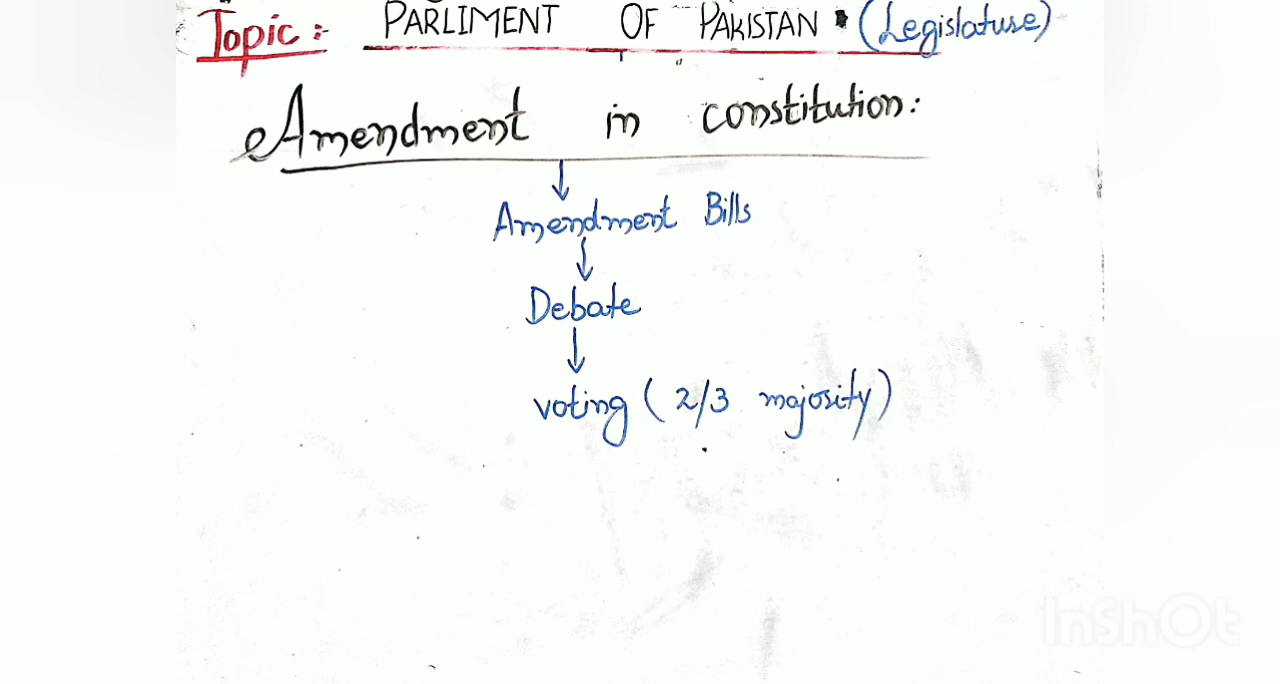 Topic :- PARLIMENT OF PAKISTAN (Legislature)
Amendment in constitution:
Amendment Bills
Debate
voting (2/3 majority)
InShOt